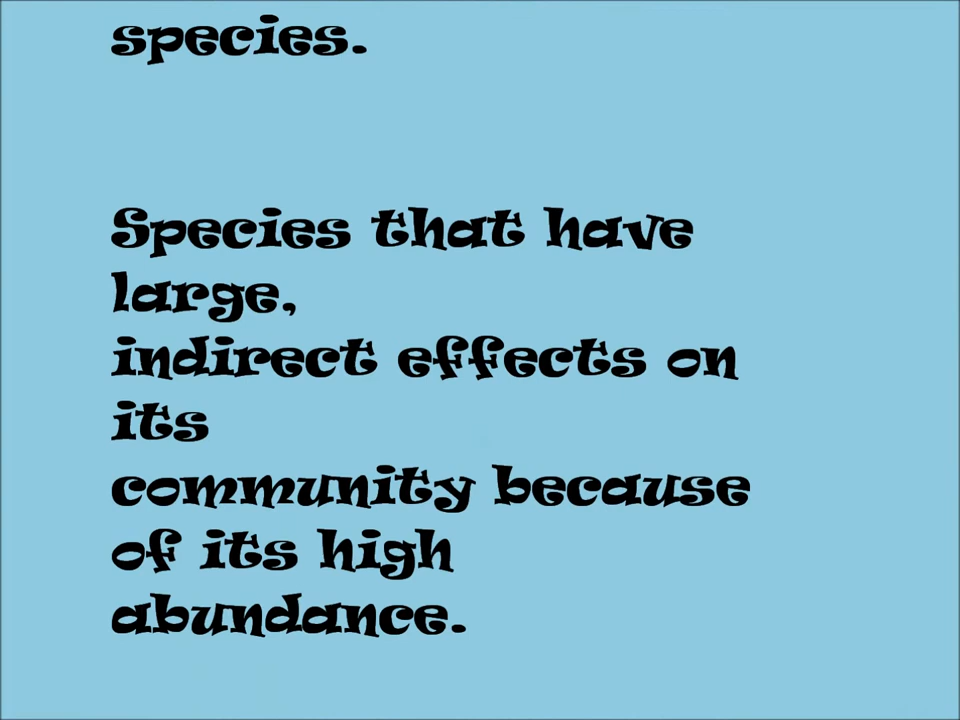 species.
Species that have
large,
indirect effects on
its
community because
of its high
abundance.